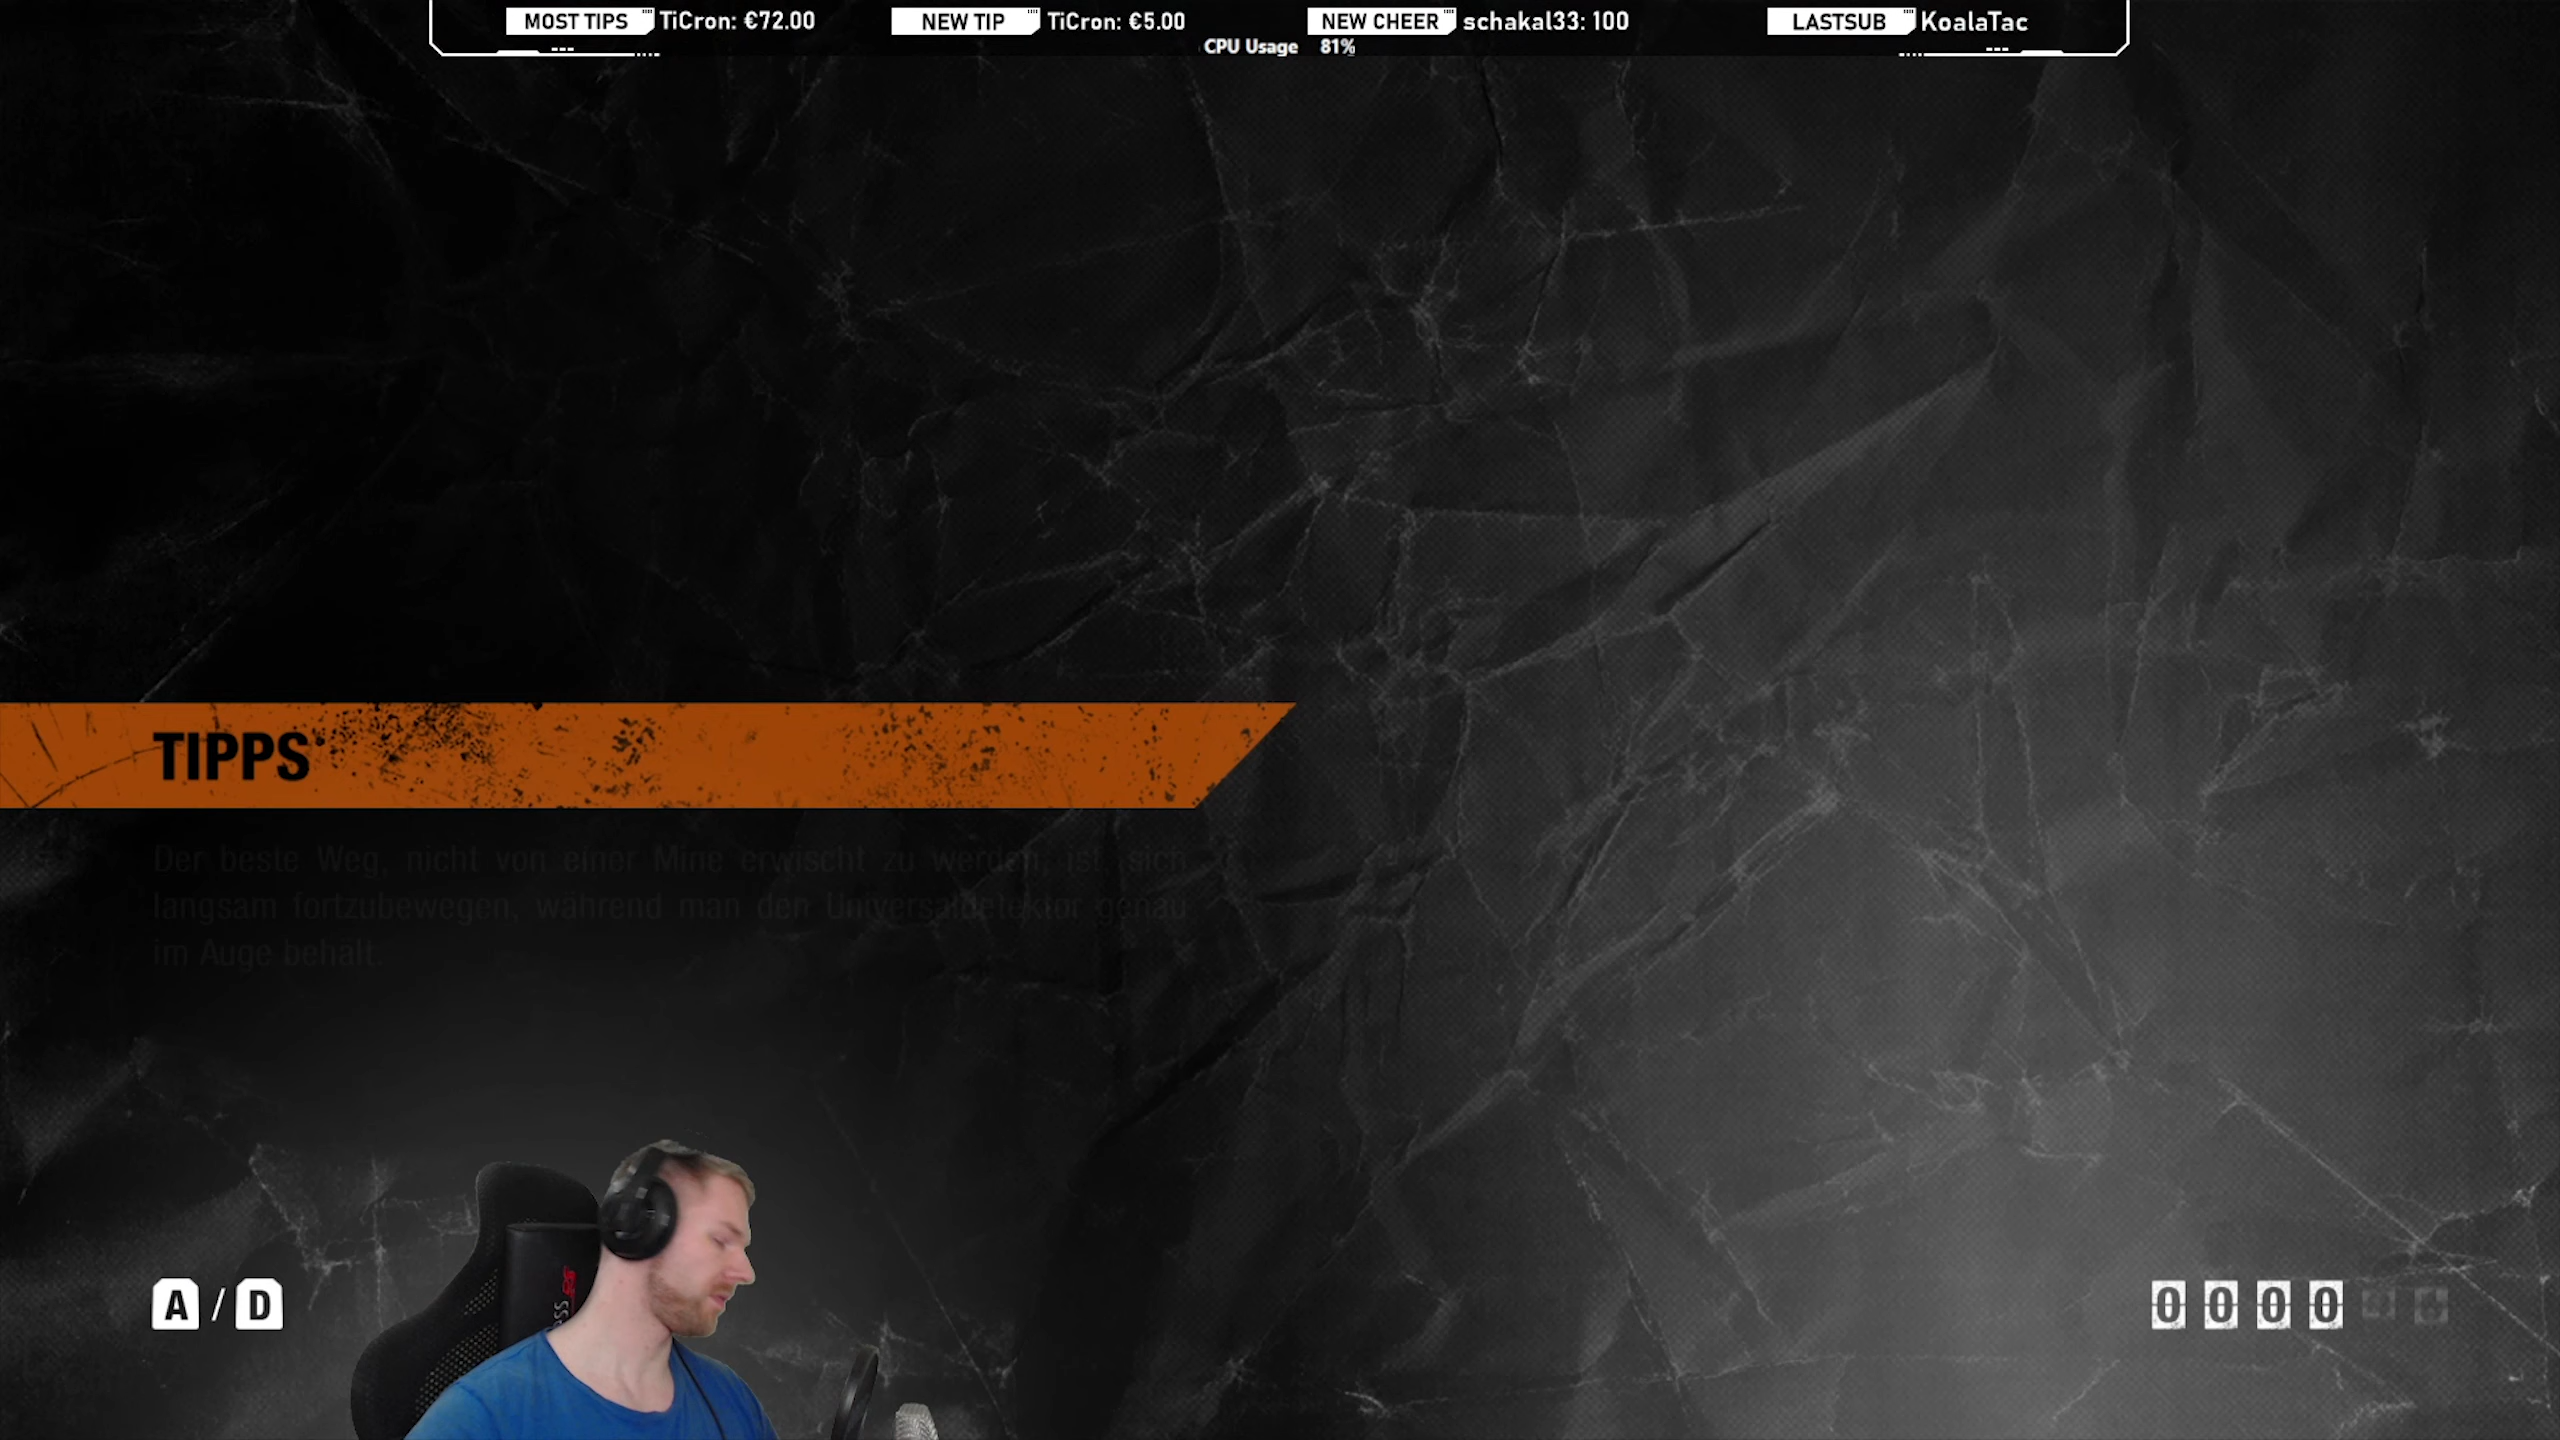 MOST TIPS TiCron: €72.00 NEW TIP TiCron: €5.00 NEW CHEER schakal33: 100 LASTSUB KoalaTac
CPU Usage 81%
TIPPS
Der beste Weg, nicht von einer Mine erwischt zu werden, ist, sich
langsam fortzubewegen, während man den Universaldetektor genau
im Auge behält.
A / D
0000